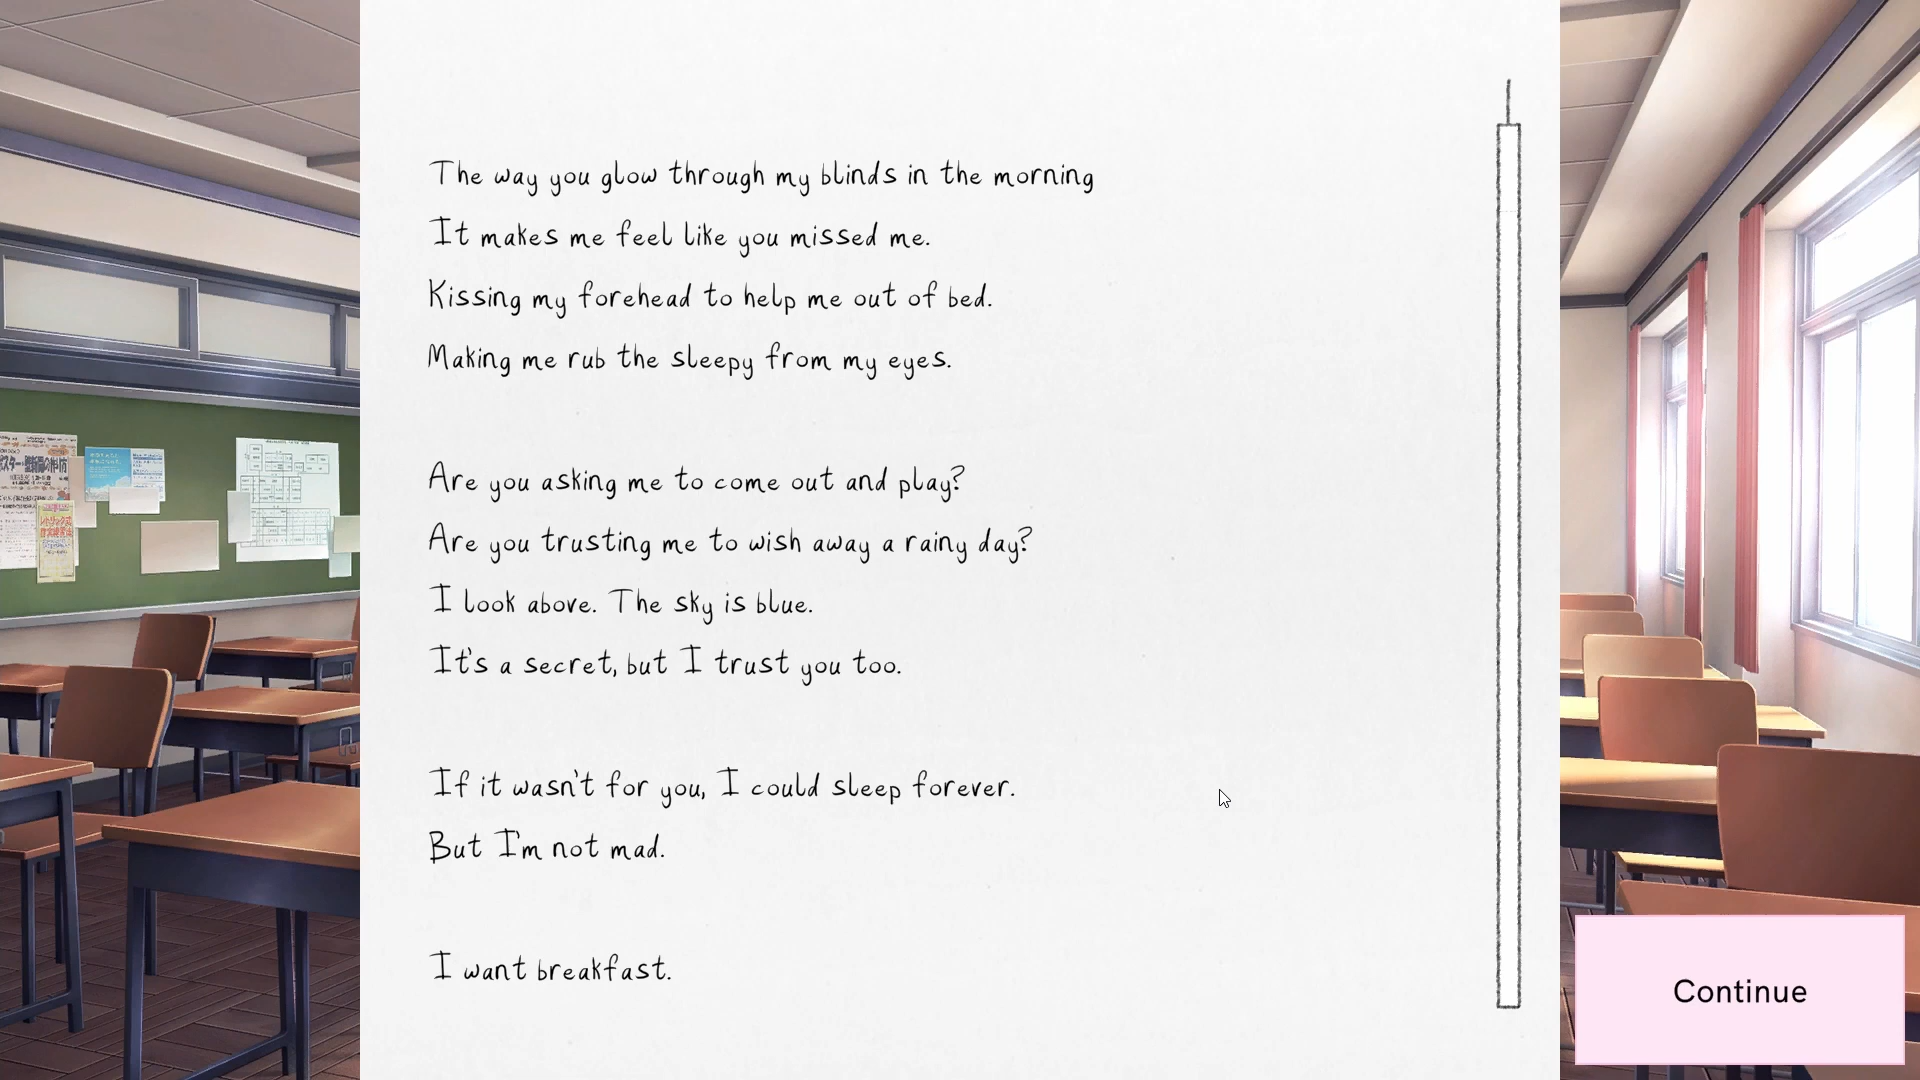 The way you glow through my blinds in the morning
It makes me feel like you missed me.
Kissing my forehead to help me out of bed.
Making me rub the sleepy from my eyes.
Are you asking me to come out and play?
Are you trusting me to wish away a rainy day?
I look above. The sky is blue.
It's a secret, but I trust you too.
If it wasn't for you, I could sleep forever.
But I'm not mad.
I want breakfast.
Continue